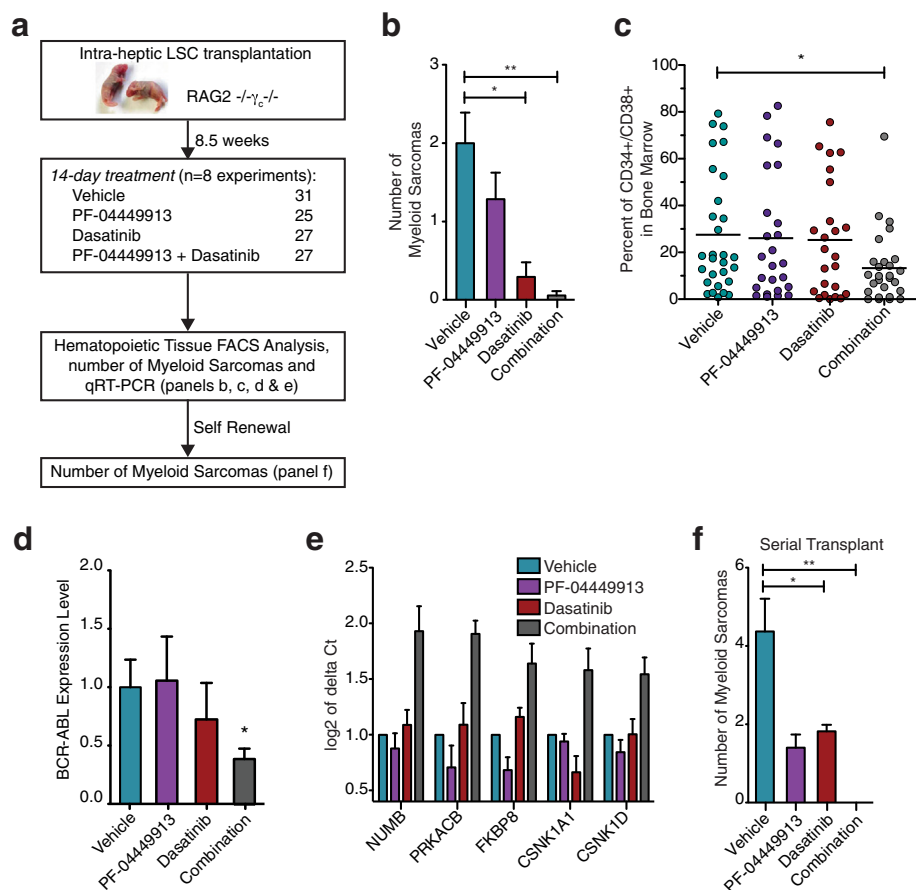 a
Intra-heptic LSC transplantation
RAG2 -/-γc-/-
8.5 weeks
14-day treatment (n=8 experiments):
Vehicle 31
PF-04449913 25
Dasatinib 27
PF-04449913 + Dasatinib 27
Hematopoietic Tissue FACS Analysis,
number of Myeloid Sarcomas and
qRT-PCR (panels b, c, d & e)
Self Renewal
Number of Myeloid Sarcomas (panel f)
b
Number of
Myeloid Sarcomas
3
2
1
0
**
*
Vehicle
PF-04449913
Dasatinib
Combination
c
Percent of CD34+/CD38+
in Bone Marrow
100
80
60
40
20
0
*
Vehicle
PF-04449913
Dasatinib
Combination
d
BCR-ABL Expression Level
2.0
1.5
1.0
0.5
0.0
*
Vehicle
PF-04449913
Dasatinib
Combination
e
log2 of delta Ct
2.5
2.0
1.5
1.0
0.5
Vehicle
PF-04449913
Dasatinib
Combination
NUMB
PRKACB
FKBP8
CSNK1A1
CSNK1D
f
Serial Transplant
Number of Myeloid Sarcomas
6
4
2
0
**
*
Vehicle
PF-04449913
Dasatinib
Combination